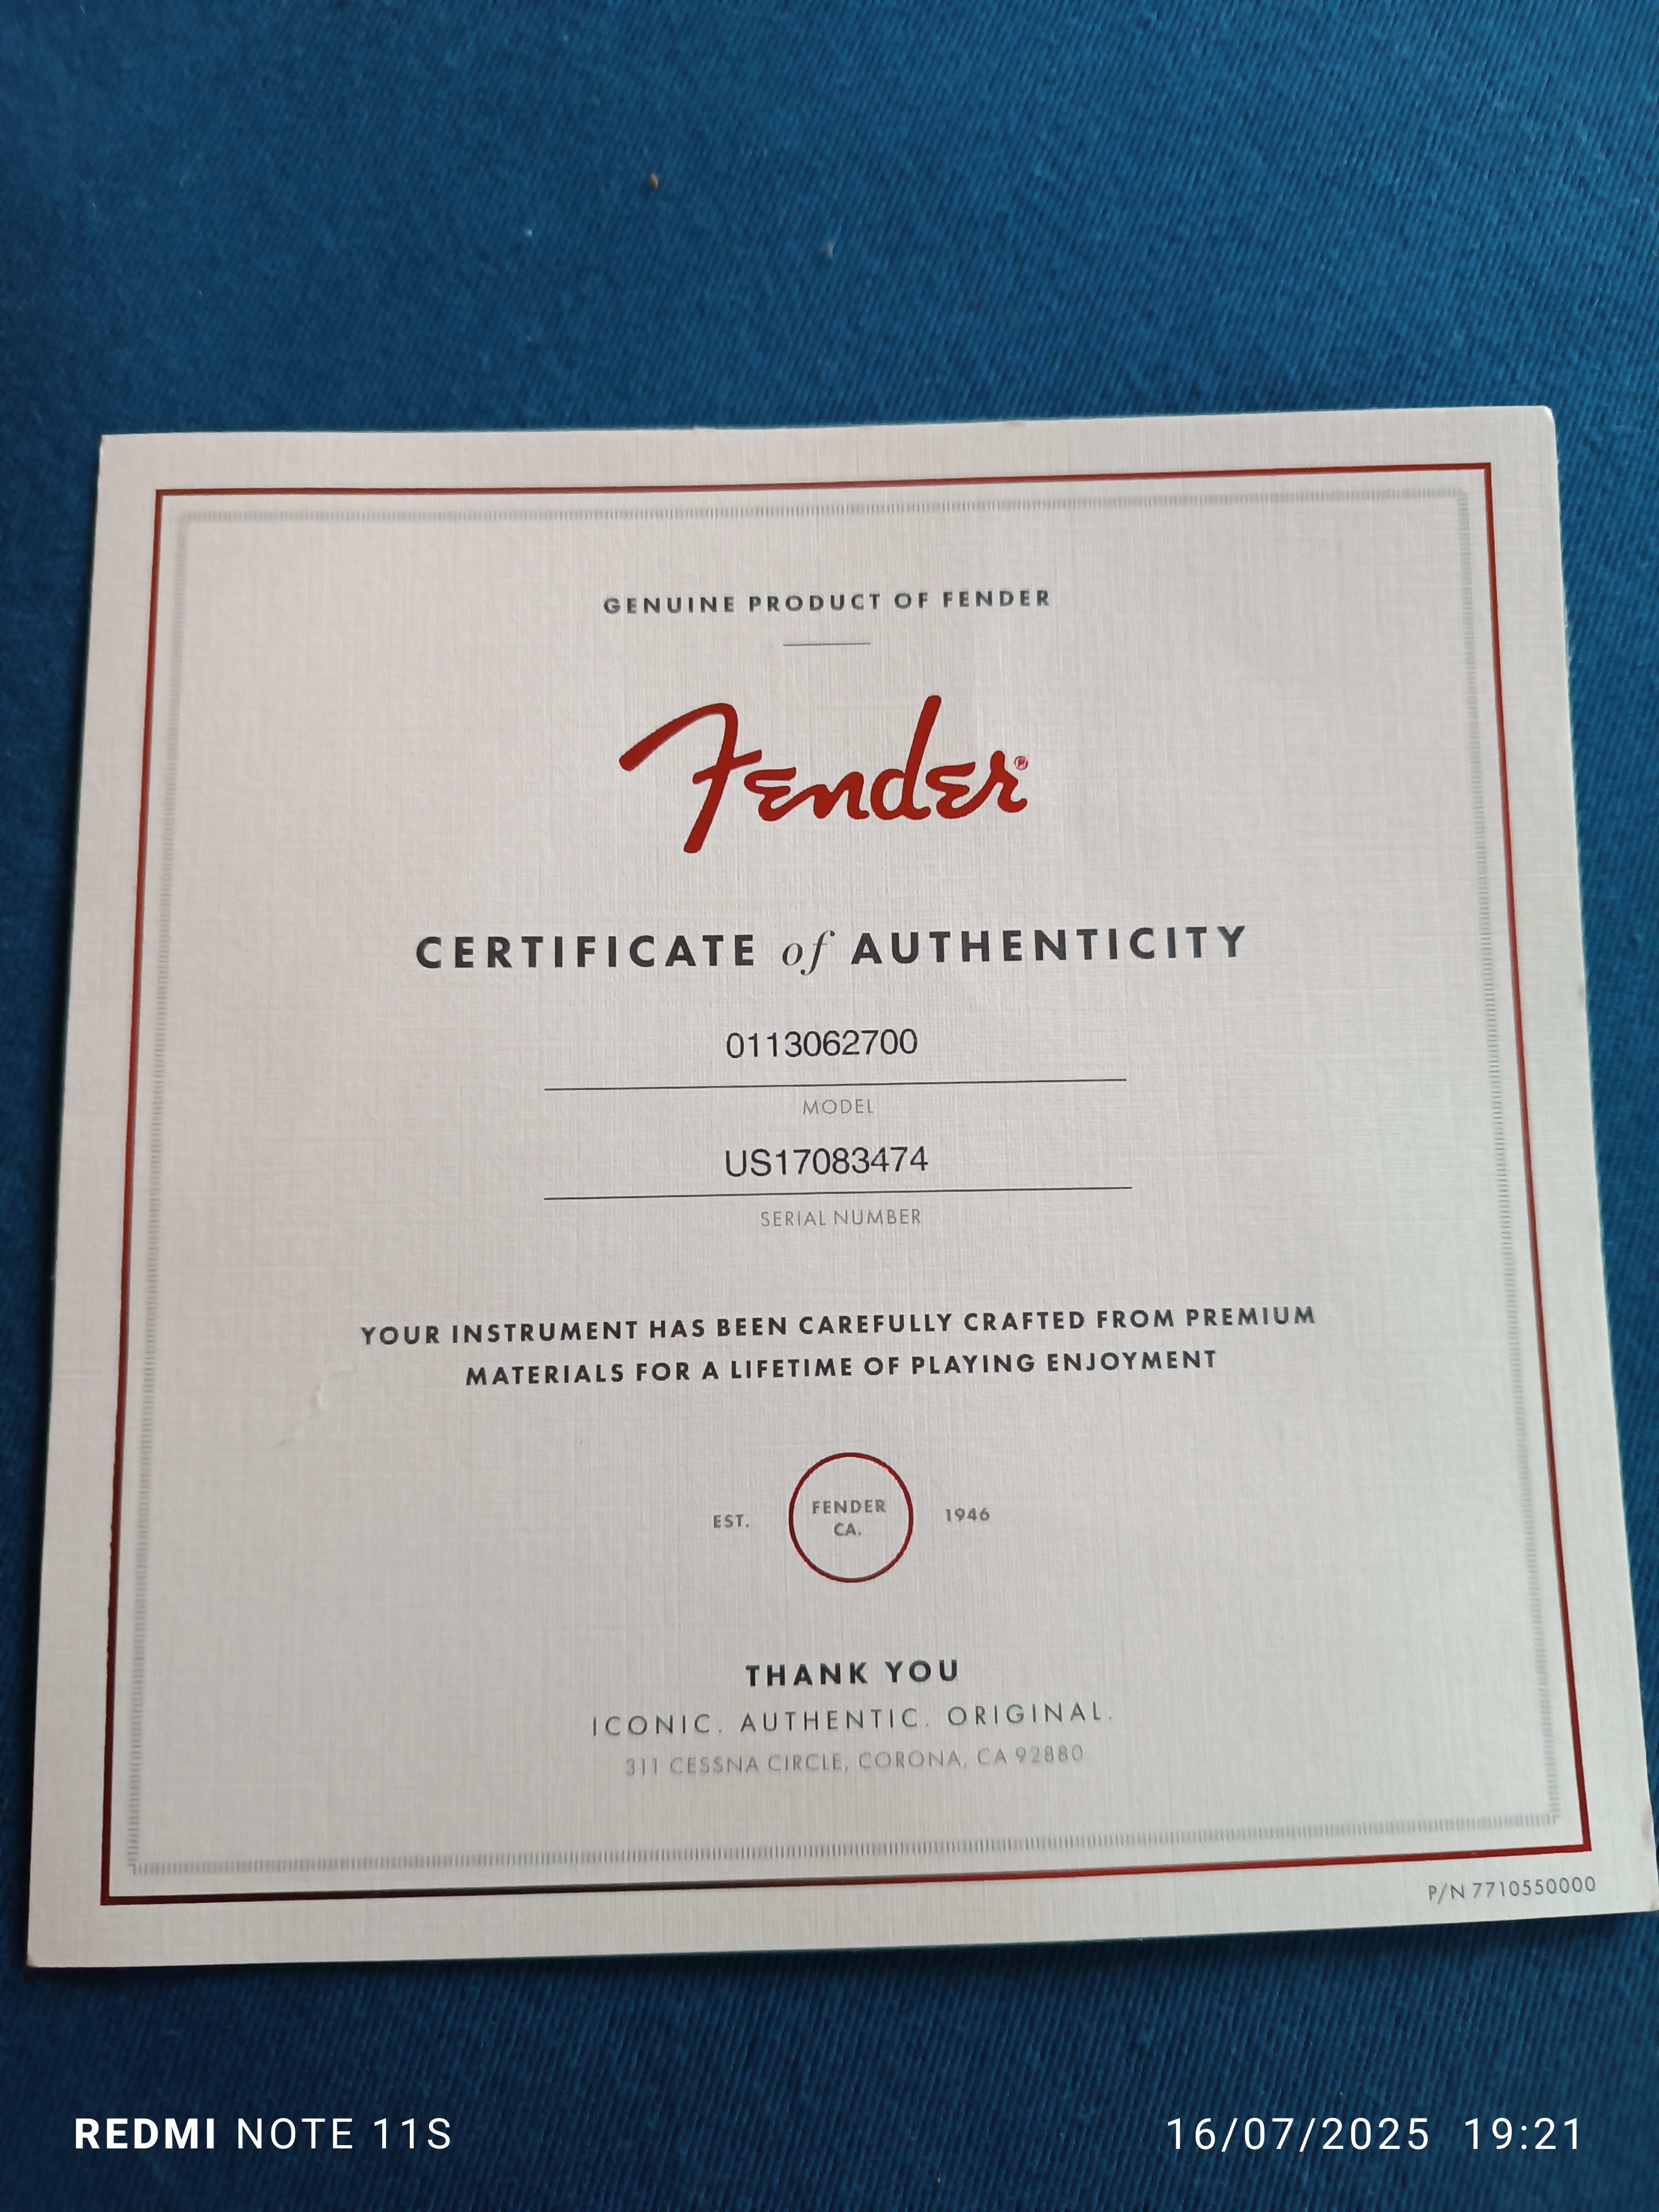 GENUINE PRODUCT OF FENDER
Fender®
CERTIFICATE of AUTHENTICITY
0113062700
MODEL
US17083474
SERIAL NUMBER
YOUR INSTRUMENT HAS BEEN CAREFULLY CRAFTED FROM PREMIUM
MATERIALS FOR A LIFETIME OF PLAYING ENJOYMENT
EST. FENDER CA. 1946
THANK YOU
ICONIC. AUTHENTIC. ORIGINAL.
311 CESSNA CIRCLE, CORONA, CA 92880
P/N 7710550000
REDMI NOTE 11S 16/07/2025 19:21